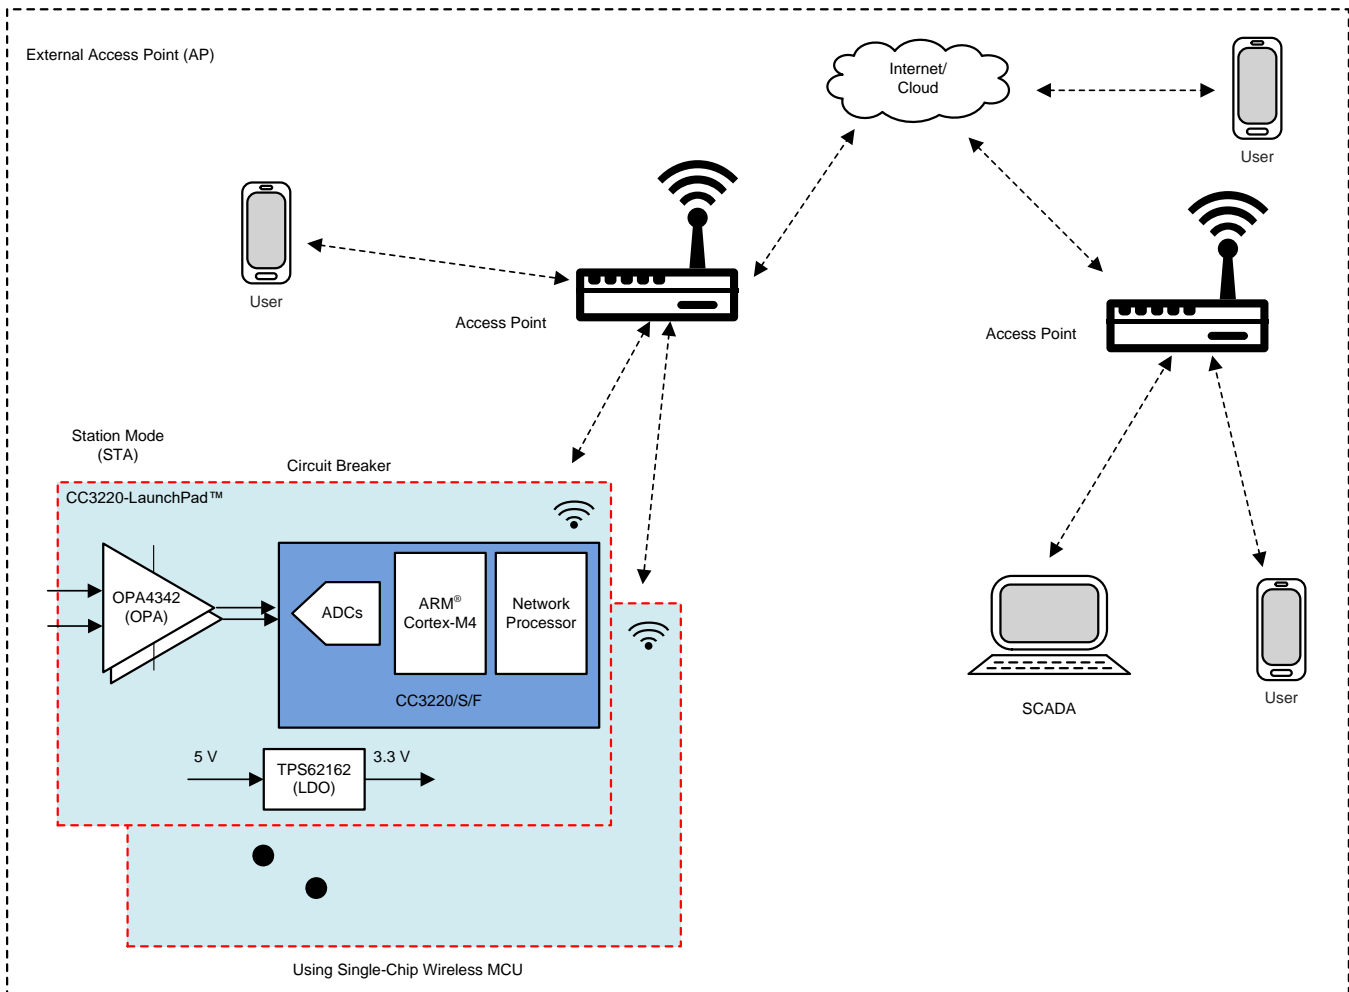 External Access Point (AP)
Internet/
Cloud
User
User
Access Point
Access Point
Station Mode
(STA)
Circuit Breaker
CC3220-LaunchPad™
OPA4342
(OPA)
ADCs
ARM®
Cortex-M4
Network
Processor
CC3220/S/F
5 V
TPS62162
(LDO)
3.3 V
SCADA
User
Using Single-Chip Wireless MCU